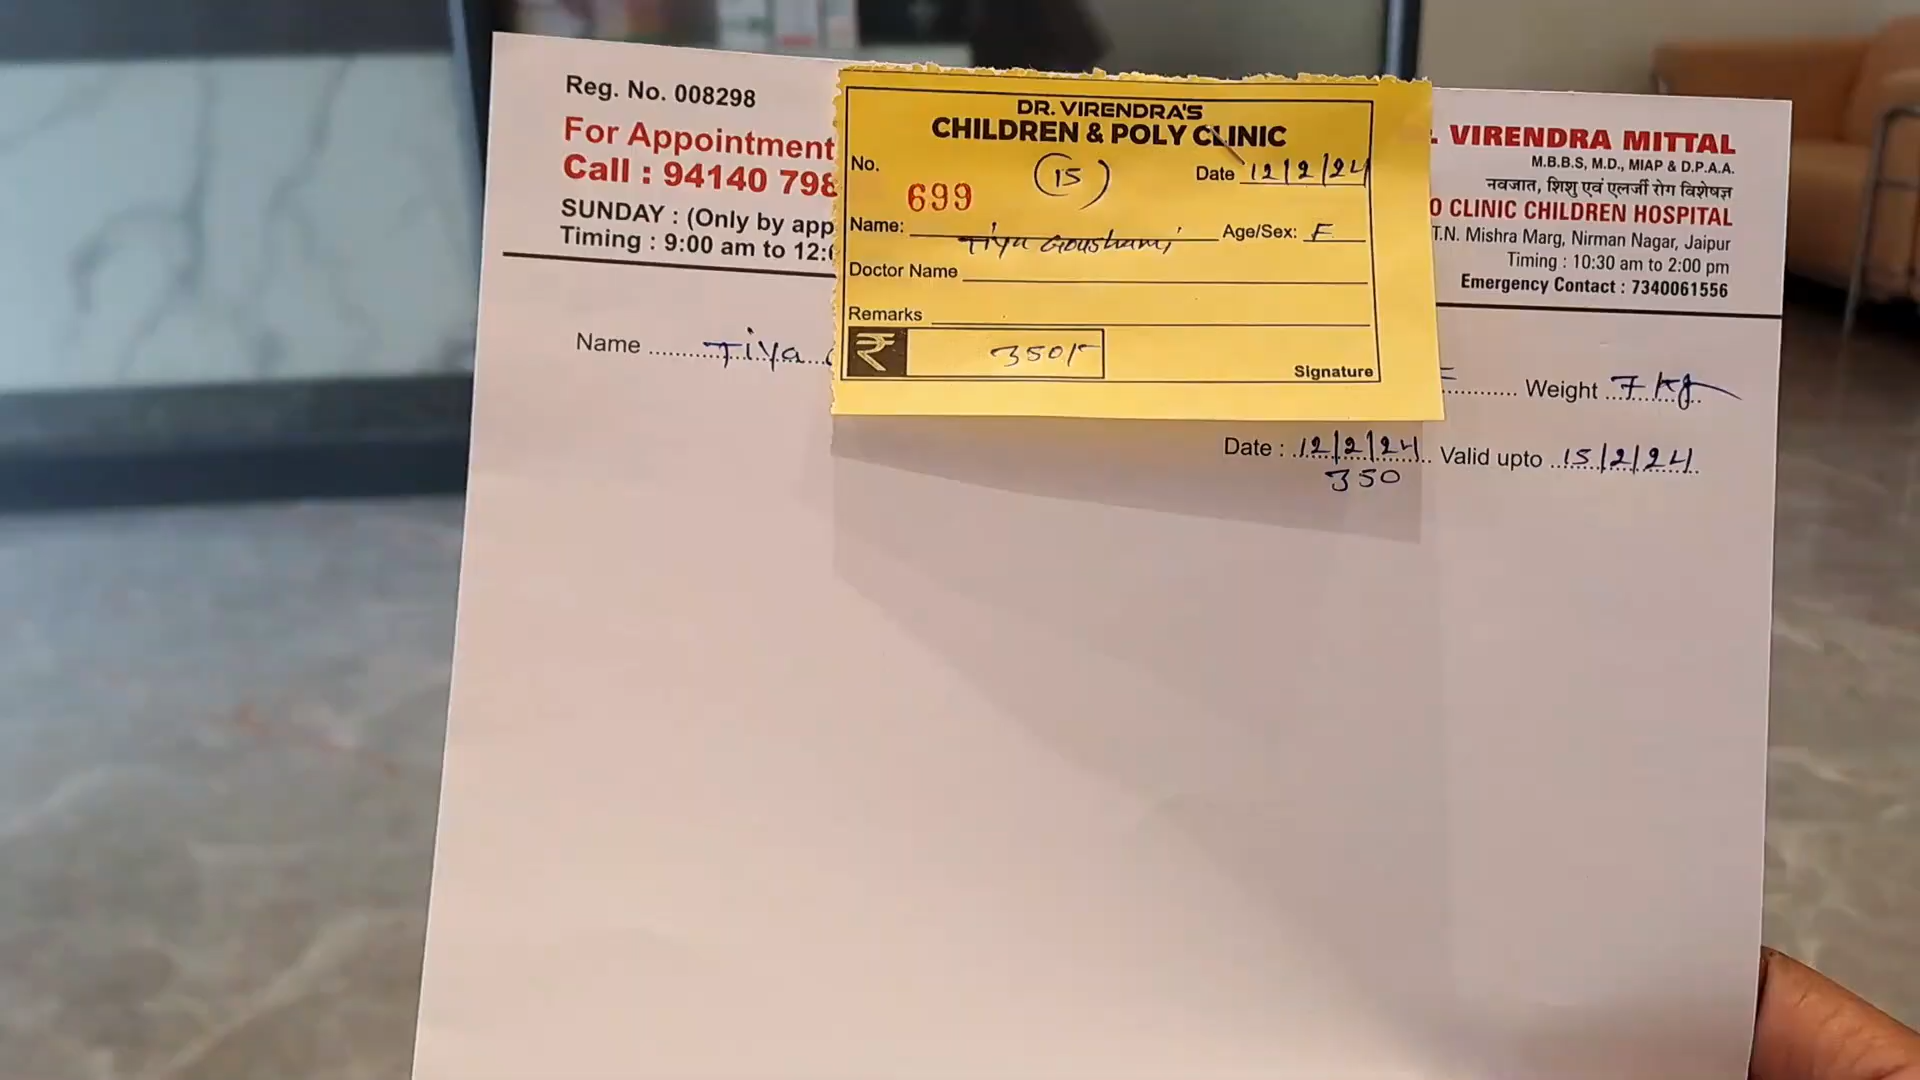 Reg. No. 008298
For Appointment
Call : 94140 798
SUNDAY : (Only by app
Timing : 9:00 am to 12:0
DR. VIRENDRA'S
CHILDREN & POLY CLINIC
No. 699 (15) Date 12/2/24
Name: Tiya Goushami Age/Sex: F
Doctor Name
Remarks
₹ 350/-
Signature
. VIRENDRA MITTAL
M.B.B.S, M.D., MIAP & D.P.A.A.
नवजात, शिशु एवं एलर्जी रोग विशेषज्ञ
O CLINIC CHILDREN HOSPITAL
T.N. Mishra Marg, Nirman Nagar, Jaipur
Timing : 10:30 am to 2:00 pm
Emergency Contact : 7340061556
Name Tiya Weight 7 kg
Date : 12/2/24 Valid upto 15/2/24
350